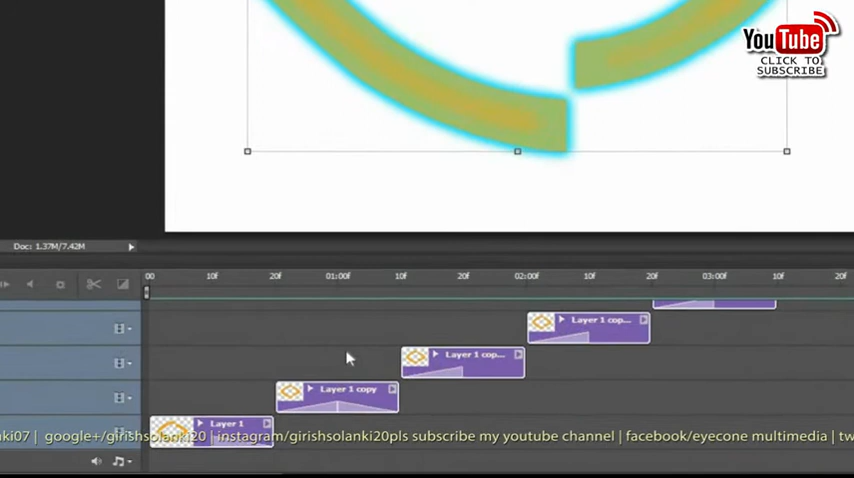 YouTube
CLICK TO
SUBSCRIBE
Doc: 1.37M/7.42M
00 10f 20f 01:00f 10f 20f 02:00f 10f 20f 03:00f 10f 20f
Layer 1 cop...
Layer 1 cop...
Layer 1 copy
Layer 1
ki07 | google+/girishsolanki20 | instagram/girishsolanki20pls subscribe my youtube channel | facebook/eyecone multimedia | tw